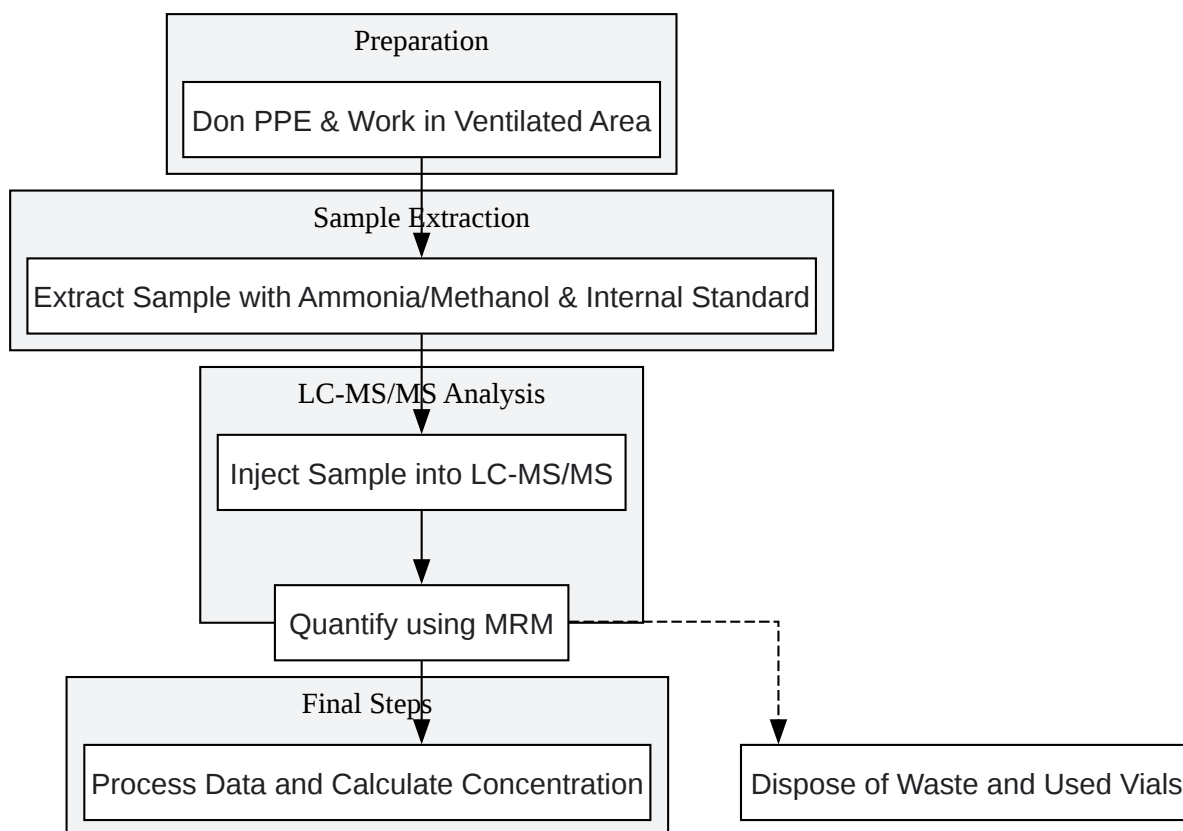 Preparation
Don PPE & Work in Ventilated Area
Sample Extraction
Extract Sample with Ammonia/Methanol & Internal Standard
LC-MS/MS Analysis
Inject Sample into LC-MS/MS
Quantify using MRM
Final Steps
Process Data and Calculate Concentration
Dispose of Waste and Used Vials